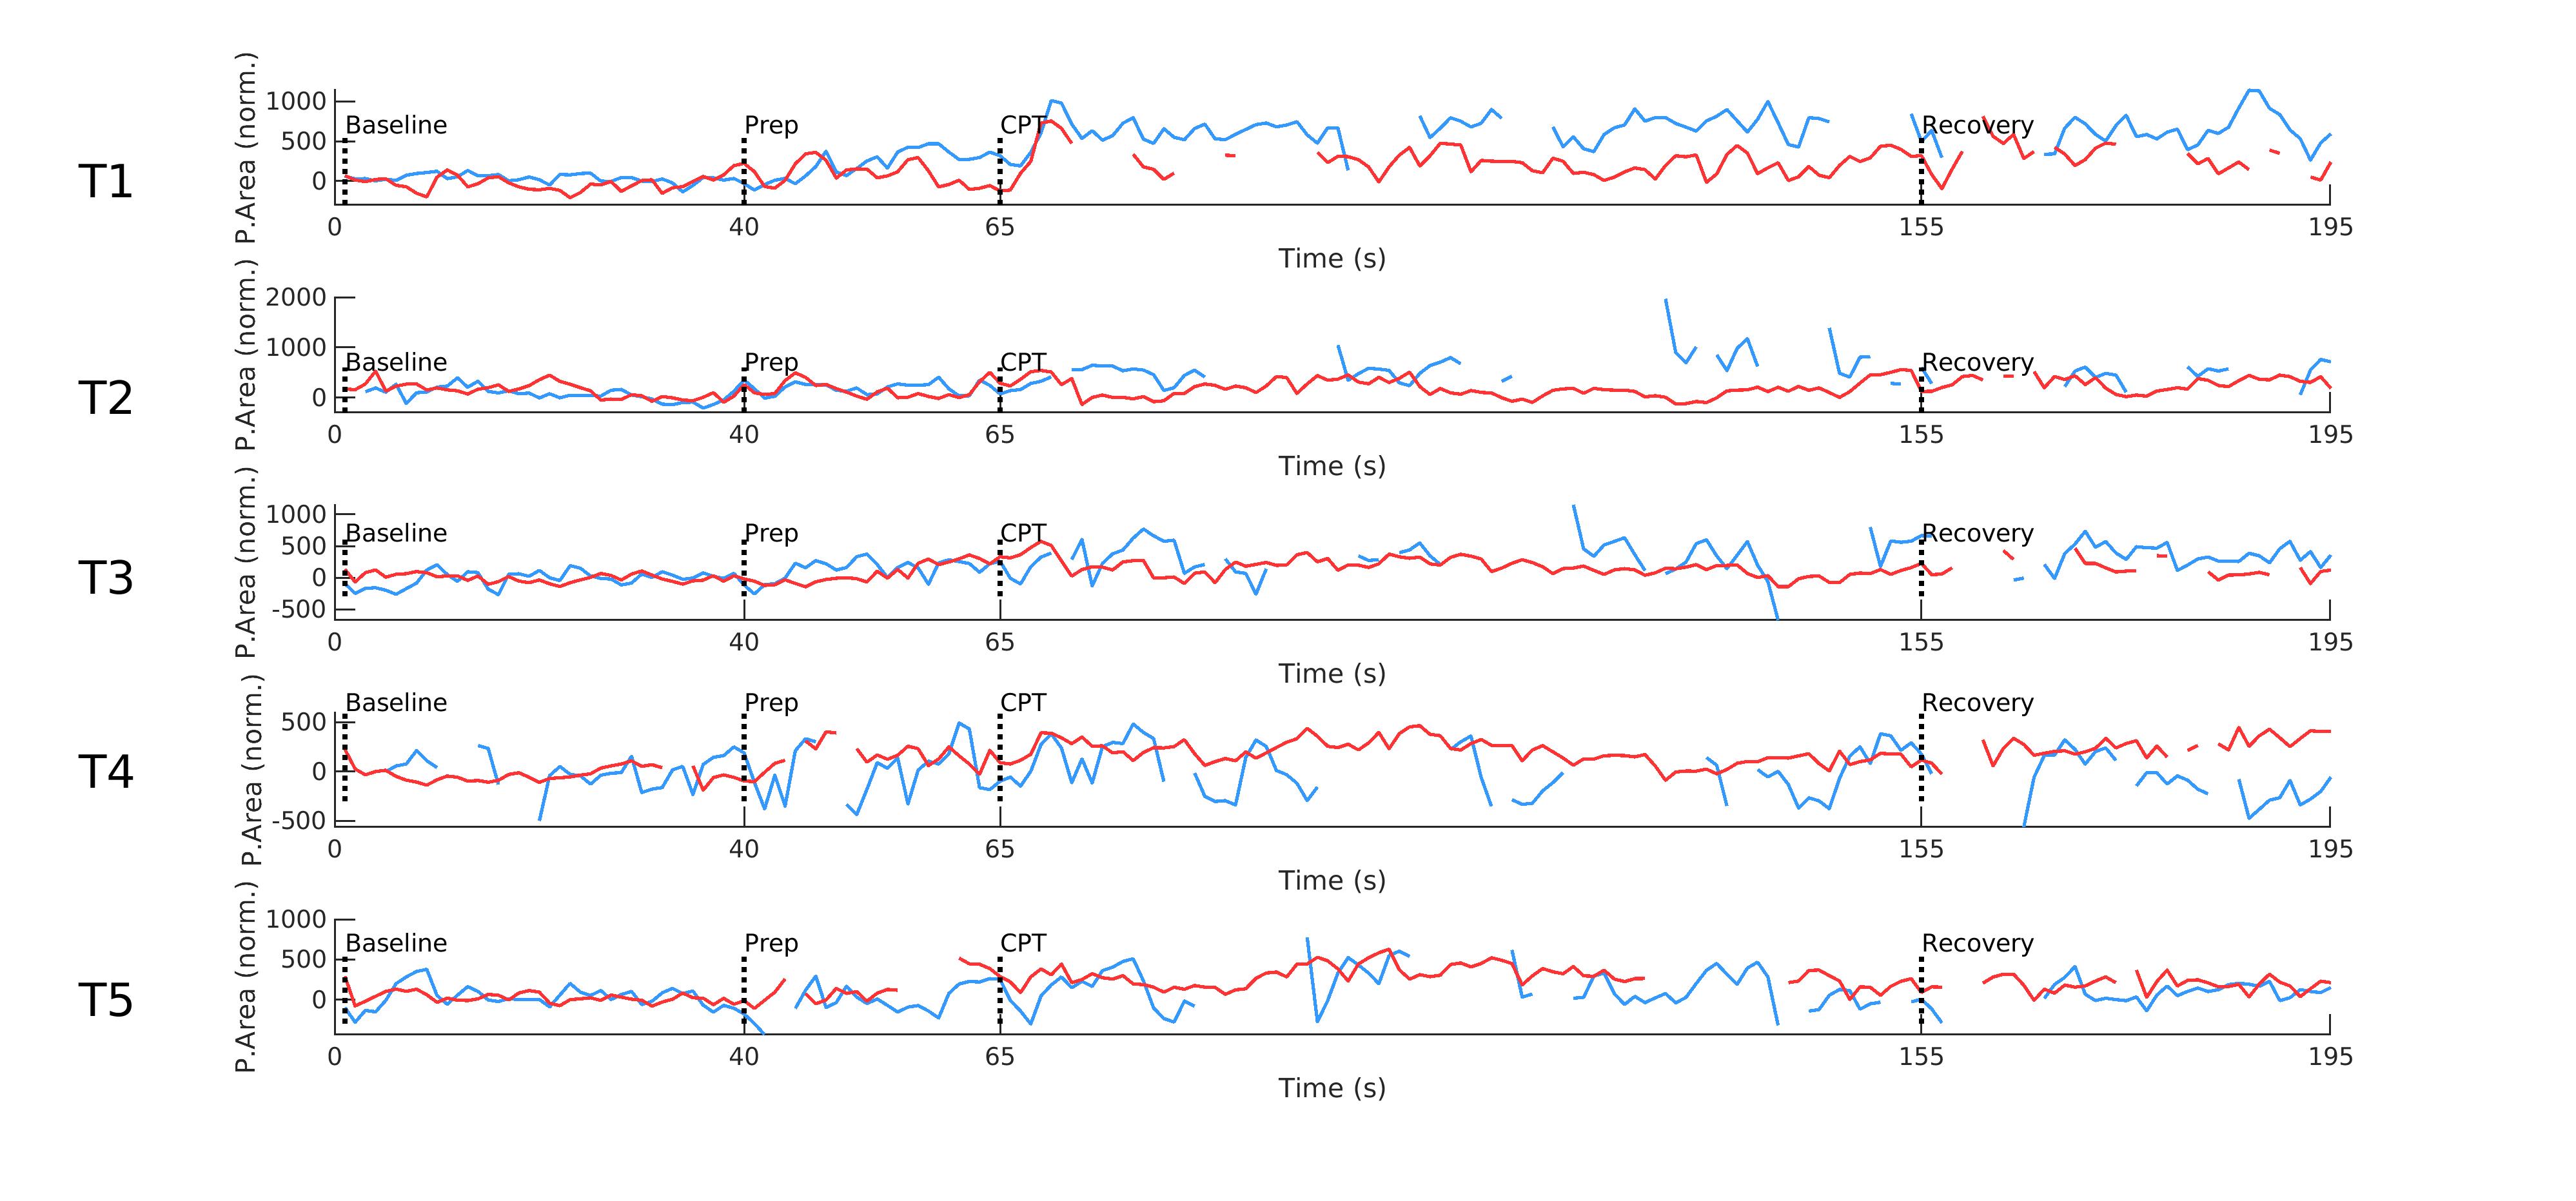 P.Area (norm.)
1000
500
0
Baseline
Prep
CPT
Recovery
T1
0 40 65 155 195
Time (s)
P.Area (norm.)
2000
1000
0
Baseline
Prep
CPT
Recovery
T2
0 40 65 155 195
Time (s)
P.Area (norm.)
1000
500
0
-500
Baseline
Prep
CPT
Recovery
T3
0 40 65 155 195
Time (s)
P.Area (norm.)
500
0
-500
Baseline
Prep
CPT
Recovery
T4
0 40 65 155 195
Time (s)
P.Area (norm.)
1000
500
0
Baseline
Prep
CPT
Recovery
T5
0 40 65 155 195
Time (s)